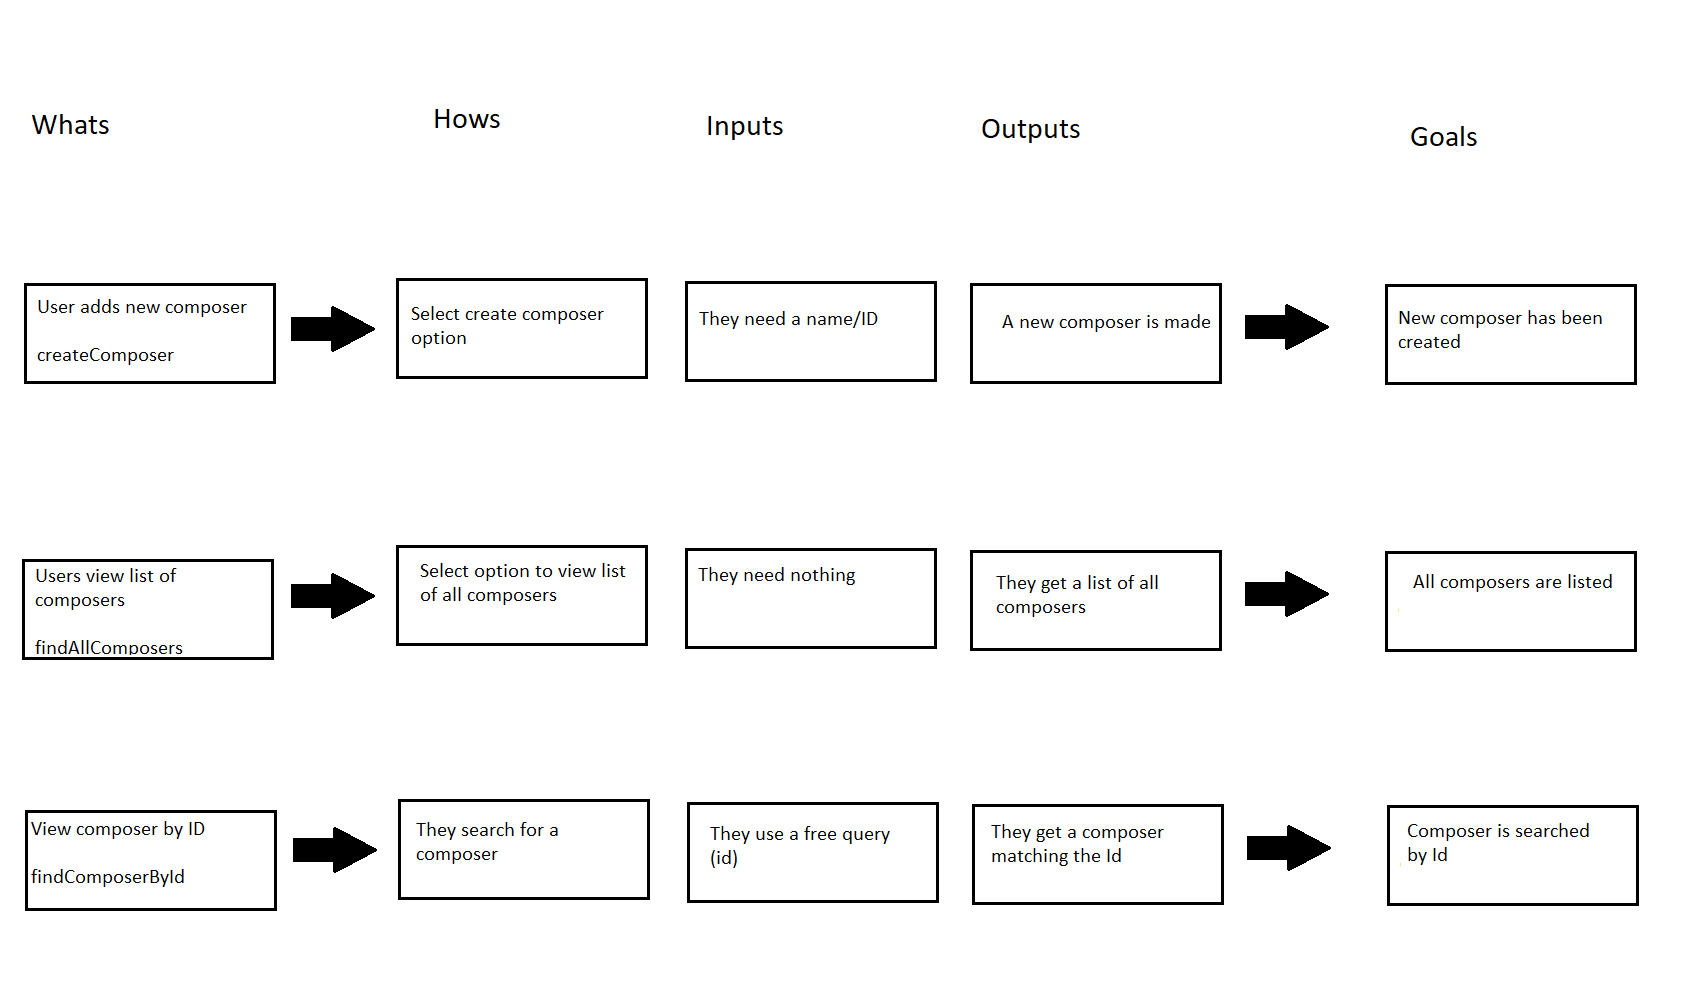 Whats
Hows
Inputs
Outputs
Goals
User adds new composer
createComposer
Select create composer
option
They need a name/ID
A new composer is made
New composer has been
created
Users view list of
composers
findAllComposers
Select option to view list
of all composers
They need nothing
They get a list of all
composers
All composers are listed
View composer by ID
findComposerById
They search for a
composer
They use a free query
(id)
They get a composer
matching the Id
Composer is searched
by Id